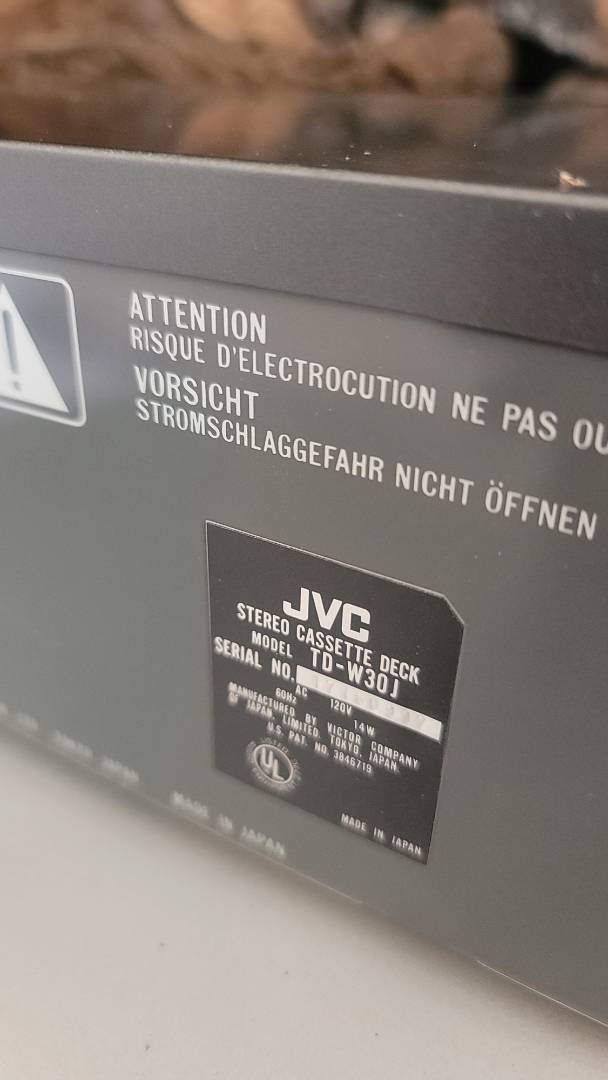 ATTENTION
RISQUE D'ELECTROCUTION NE PAS
VORSICHT
STROMSCHLAGGEFAHR NICHT ÖFFNEN
JVC
STEREO CASSETTE DECK
MODEL TD-W30J
SERIAL NO.
AC 120V
60HZ 14W
MANUFACTURED BY VICTOR COMPANY
OF JAPAN, LIMITED, TOKYO, JAPAN.
U.S. PAT. NO. 3846719
UL
MADE IN JAPAN
MADE IN JAPAN